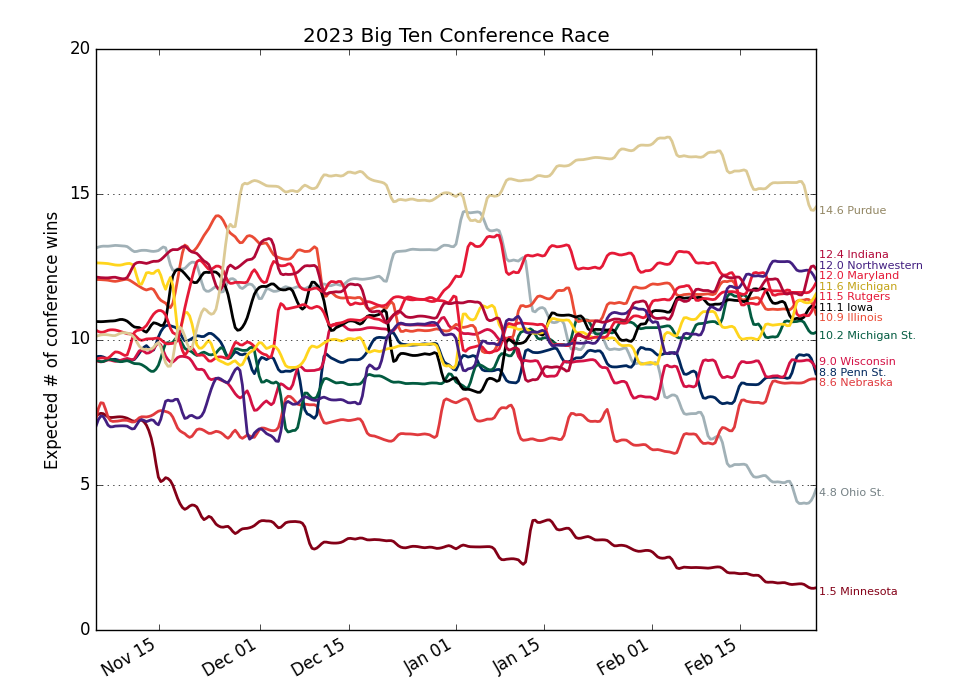 2023 Big Ten Conference Race
Expected # of conference wins
20
15
10
5
0
Nov 15
Dec 01
Dec 15
Jan 01
Jan 15
Feb 01
Feb 15
14.6 Purdue
12.4 Indiana
12.0 Northwestern
12.0 Maryland
11.6 Michigan
11.5 Rutgers
11.1 Iowa
10.9 Illinois
10.2 Michigan St.
9.0 Wisconsin
8.8 Penn St.
8.6 Nebraska
4.8 Ohio St.
1.5 Minnesota